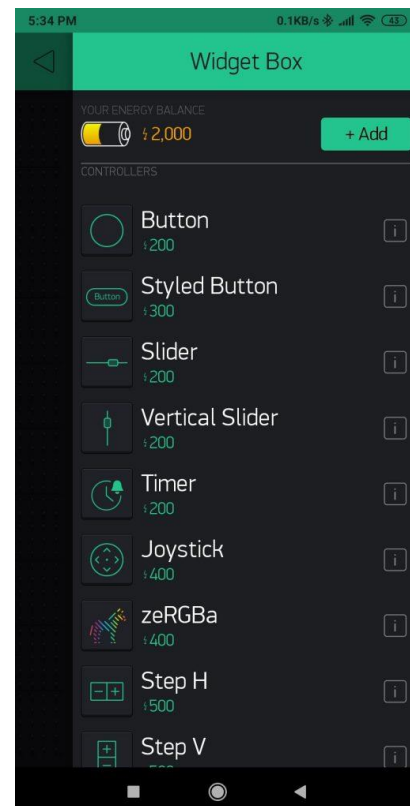 5:34 PM 0.1KB/s 43
Widget Box
YOUR ENERGY BALANCE
2,000
+ Add
CONTROLLERS
Button
200
Button
Styled Button
300
Slider
200
Vertical Slider
200
Timer
200
Joystick
400
zeRGBa
400
Step H
500
Step V